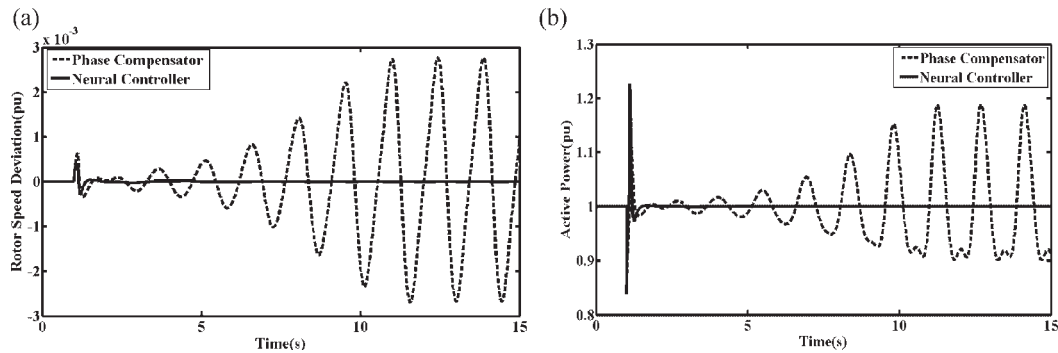 (a)
x 10⁻³
3
2
1
0
-1
-2
-3
Rotor Speed Deviation(pu)
Phase Compensator
Neural Controller
0
5
10
15
Time(s)
(b)
1.3
1.2
1.1
1
0.9
0.8
Active Power(pu)
Phase Compensator
Neural Controller
0
5
10
15
Time(s)